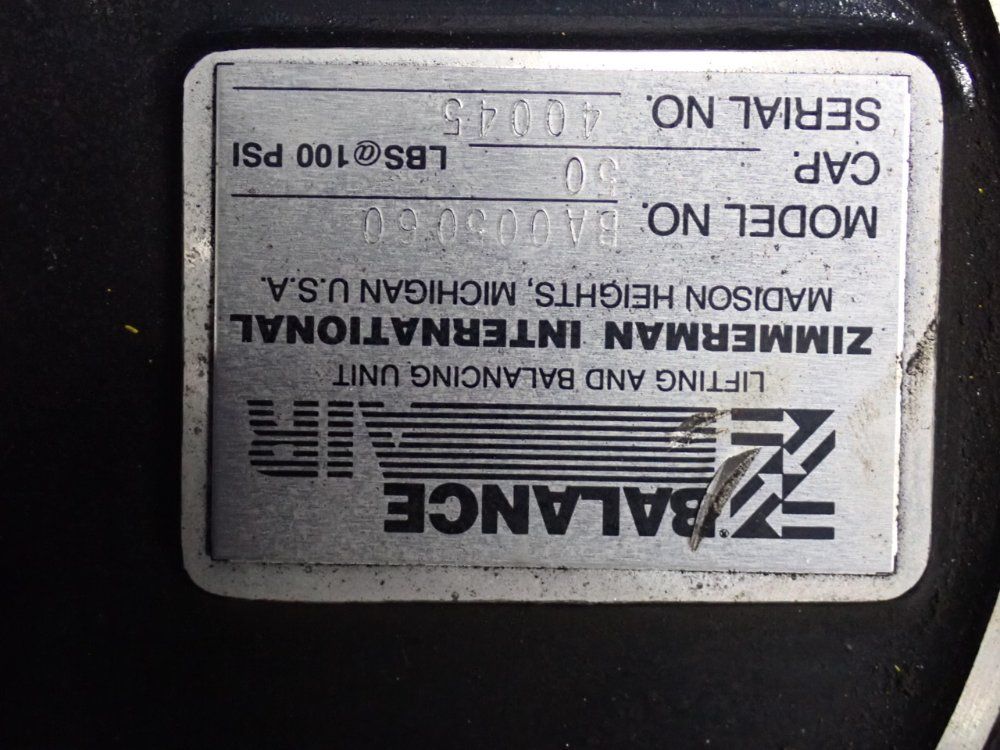 BALANCE
AIR
LIFTING AND BALANCING UNIT
ZIMMERMAN INTERNATIONAL
MADISON HEIGHTS, MICHIGAN U.S.A.
MODEL NO. BA005060
CAP. 50 LBS@100 PSI
SERIAL NO. 40045